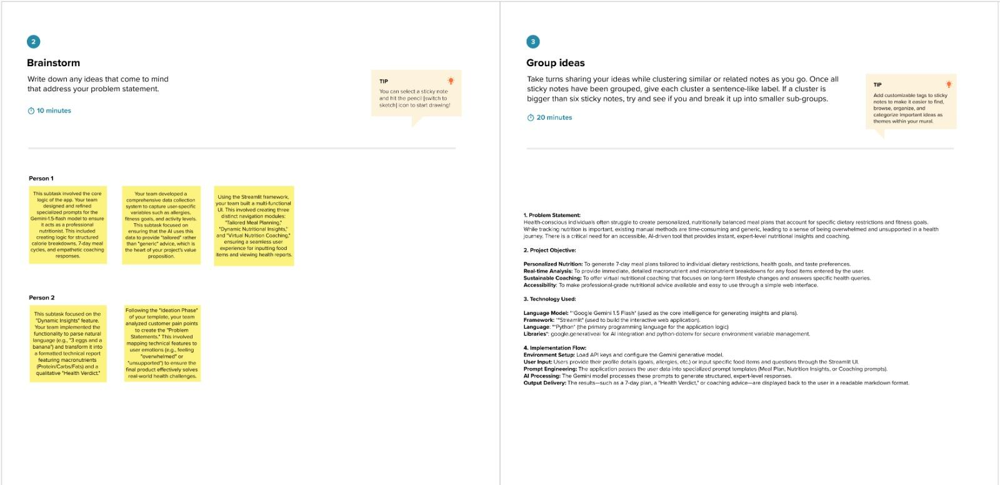 2
Brainstorm
Write down any ideas that come to mind
that address your problem statement.
10 minutes
TIP
You can select a sticky note
and hit the pencil [switch to
sketch] icon to start drawing!
Person 1
This subtask involved the core
logic of the app. Your team
designed and refined
specialized prompts for the
Gemini-1.5-flash model to ensure
it acts as a professional
nutritionist. This included
creating logic for structured
calorie breakdowns, 7-day meal
cycles, and empathetic coaching
responses.
Your team developed a
comprehensive data collection
system to capture user-specific
variables such as allergies,
fitness goals, and activity levels.
This subtask focused on
ensuring that the AI uses this
data to provide "tailored" rather
than "generic" advice, which is
the heart of your project's value
proposition.
Using the Streamlit framework,
your team built a multi-functional
UI. This involved creating three
distinct navigation modules:
"Tailored Meal Planning,"
"Dynamic Nutritional Insights,"
and "Virtual Nutrition Coaching,"
ensuring a seamless user
experience for inputting food
items and viewing health reports.
Person 2
This subtask focused on the
"Dynamic Insights" feature.
Your team implemented the
functionality to parse natural
language (e.g., "3 eggs and a
banana") and transform it into
a formatted technical report
featuring macronutrients
(Protein/Carbs/Fats) and a
qualitative "Health Verdict."
Following the "Ideation Phase"
of your template, your team
analyzed customer pain points
to create the "Problem
Statements." This involved
mapping technical features to
user emotions (e.g., feeling
"overwhelmed" or
"unsupported") to ensure the
final product effectively solves
real-world health challenges.
3
Group ideas
Take turns sharing your ideas while clustering similar or related notes as you go. Once all
sticky notes have been grouped, give each cluster a sentence-like label. If a cluster is
bigger than six sticky notes, try and see if you and break it up into smaller sub-groups.
20 minutes
TIP
Add customizable tags to sticky
notes to make it easier to find,
browse, organize, and
categorize important ideas as
themes within your mural.
1. Problem Statement:
Health-conscious individuals often struggle to create personalized, nutritionally balanced meal plans that account for specific dietary restrictions and fitness goals.
While tracking nutrition is important, existing manual methods are time-consuming and generic, leading to a sense of being overwhelmed and unsupported in a health
journey. There is a critical need for an accessible, AI-driven tool that provides instant, expert-level nutritional insights and coaching.
2. Project Objective:
Personalized Nutrition: To generate 7-day meal plans tailored to individual dietary restrictions, health goals, and taste preferences.
Real-time Analysis: To provide immediate, detailed macronutrient and micronutrient breakdowns for any food items entered by the user.
Sustainable Coaching: To offer virtual nutritional coaching that focuses on long-term lifestyle changes and answers specific health queries.
Accessibility: To make professional-grade nutritional advice available and easy to use through a simple web interface.
3. Technology Used:
Language Model: **Google Gemini 1.5 Flash* (used as the core intelligence for generating insights and plans).
Framework: **Streamlit* (used to build the interactive web application).
Language: **Python* (the primary programming language for the application logic)
Libraries*: google.generativeai for AI integration and python-dotenv for secure environment variable management.
4. Implementation Flow:
Environment Setup: Load API keys and configure the Gemini generative model.
User Input: Users provide their profile details (goals, allergies, etc.) or input specific food items and questions through the Streamlit UI.
Prompt Engineering: The application passes the user data into specialized prompt templates (Meal Plan, Nutrition Insights, or Coaching prompts).
AI Processing: The Gemini model processes these prompts to generate structured, expert-level responses.
Output Delivery: The results—such as a 7-day plan, a "Health Verdict," or coaching advice—are displayed back to the user in a readable markdown format.